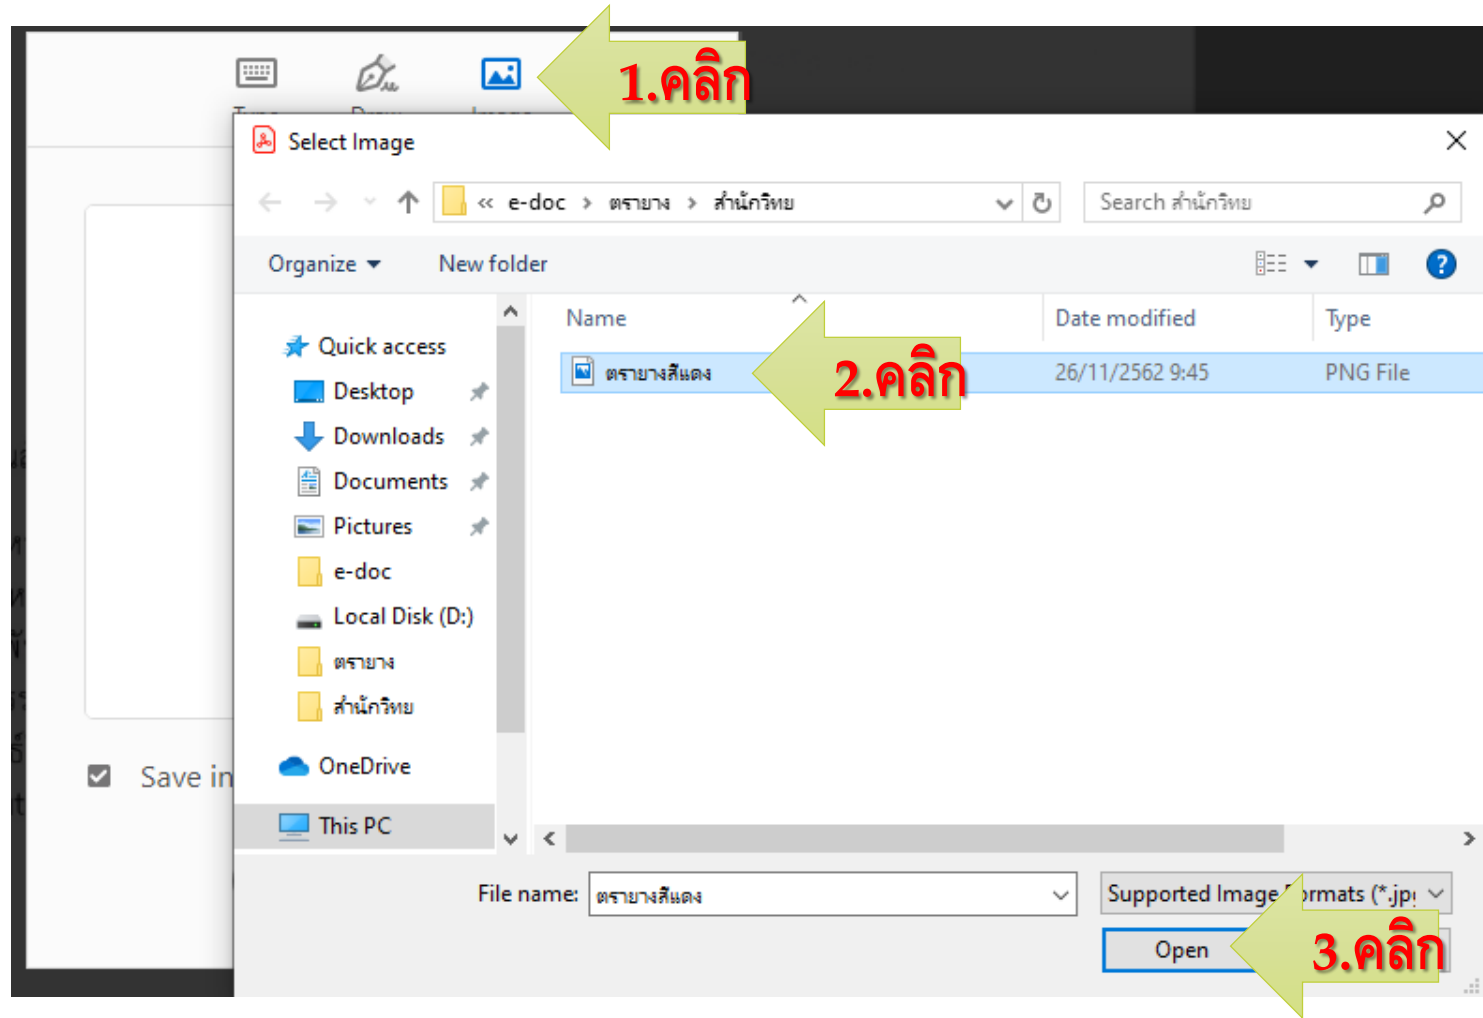 1.คลิก
Select Image
« e-doc > ตรายาง > สำนักวิทย
Search สำนักวิทย
Organize
New folder
Name
Date modified
Type
ตรายางสีแดง
2.คลิก
26/11/2562 9:45
PNG File
Quick access
Desktop
Downloads
Documents
Pictures
e-doc
Local Disk (D:)
ตรายาง
สำนักวิทย
OneDrive
This PC
Save in
File name:
ตรายางสีแดง
Supported Image
Open
3.คลิก